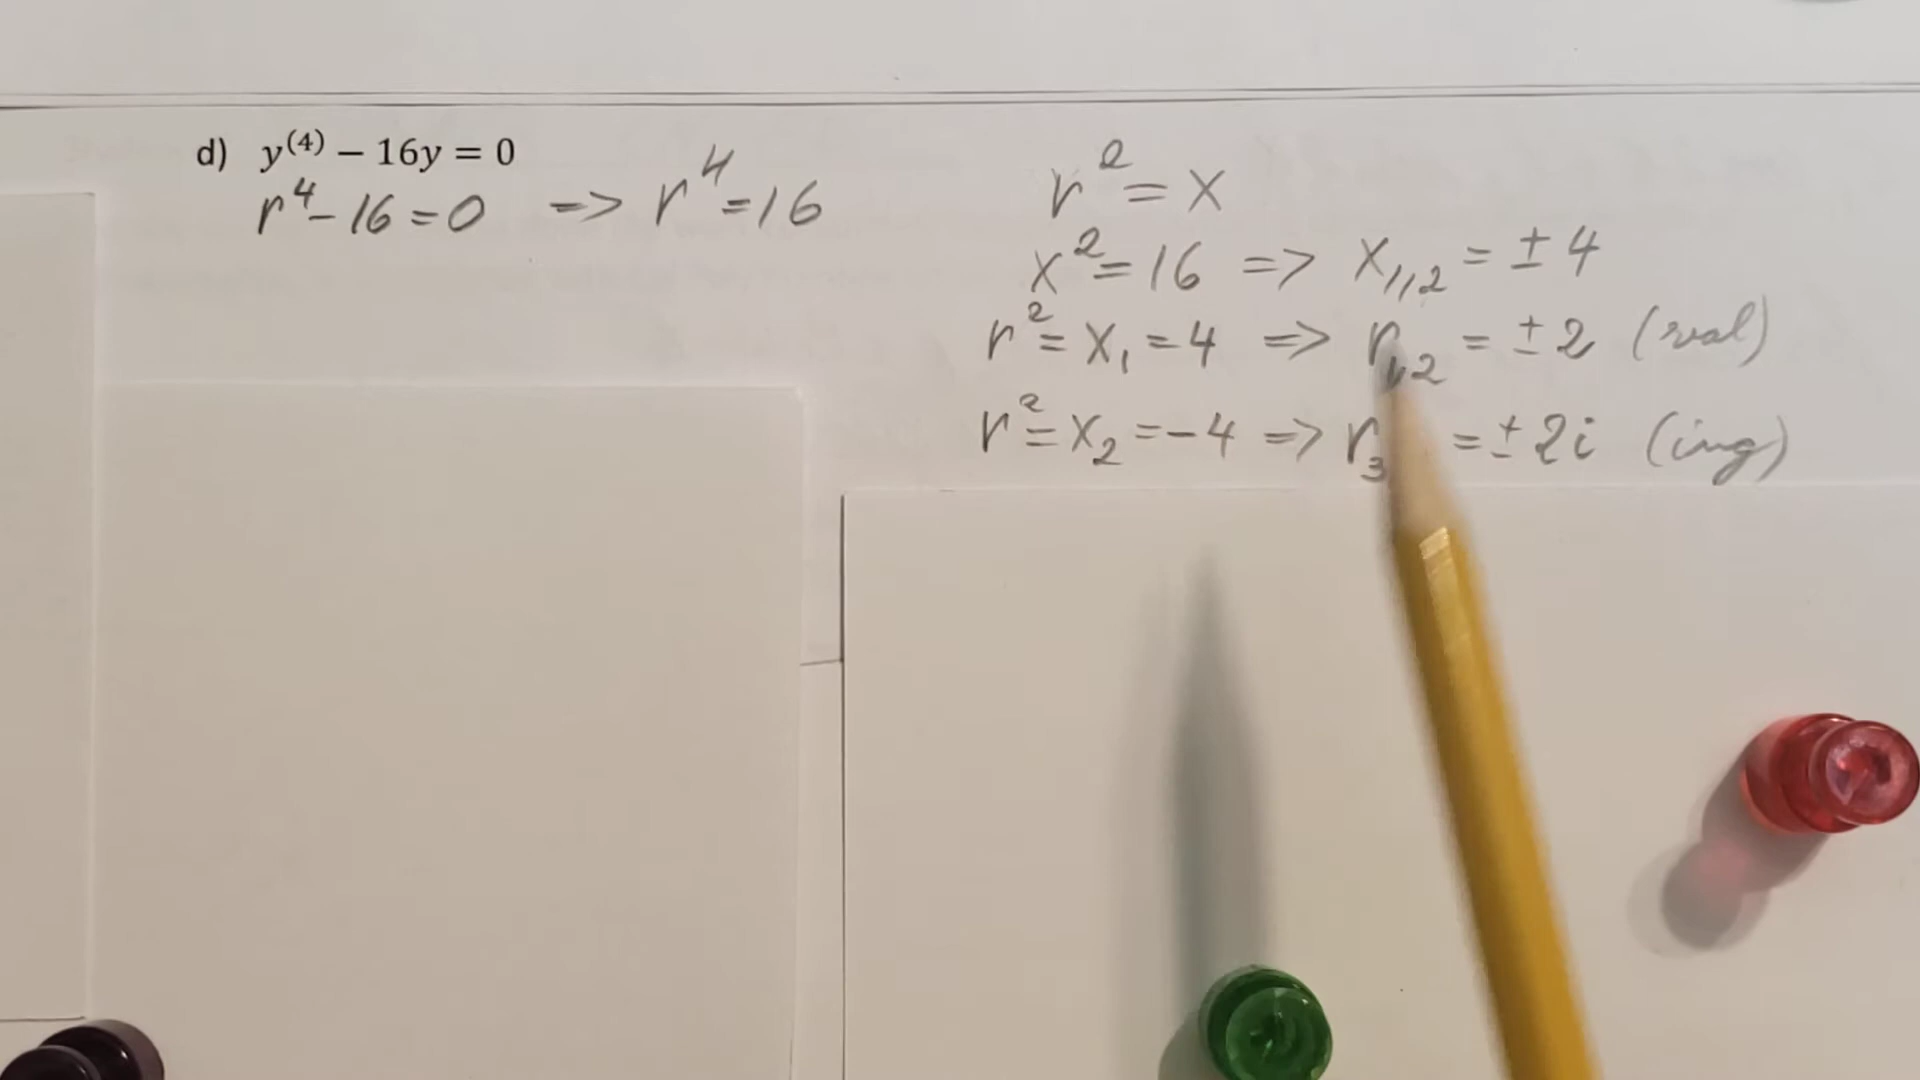 d) y⁽⁴⁾ − 16y = 0
r⁴ - 16 = 0 => r⁴ = 16
r² = x
x² = 16 => x₁,₂ = ± 4
r² = x₁ = 4 => r₁,₂ = ± 2 (real)
r² = x₂ = -4 => r₃ = ± 2i (img)